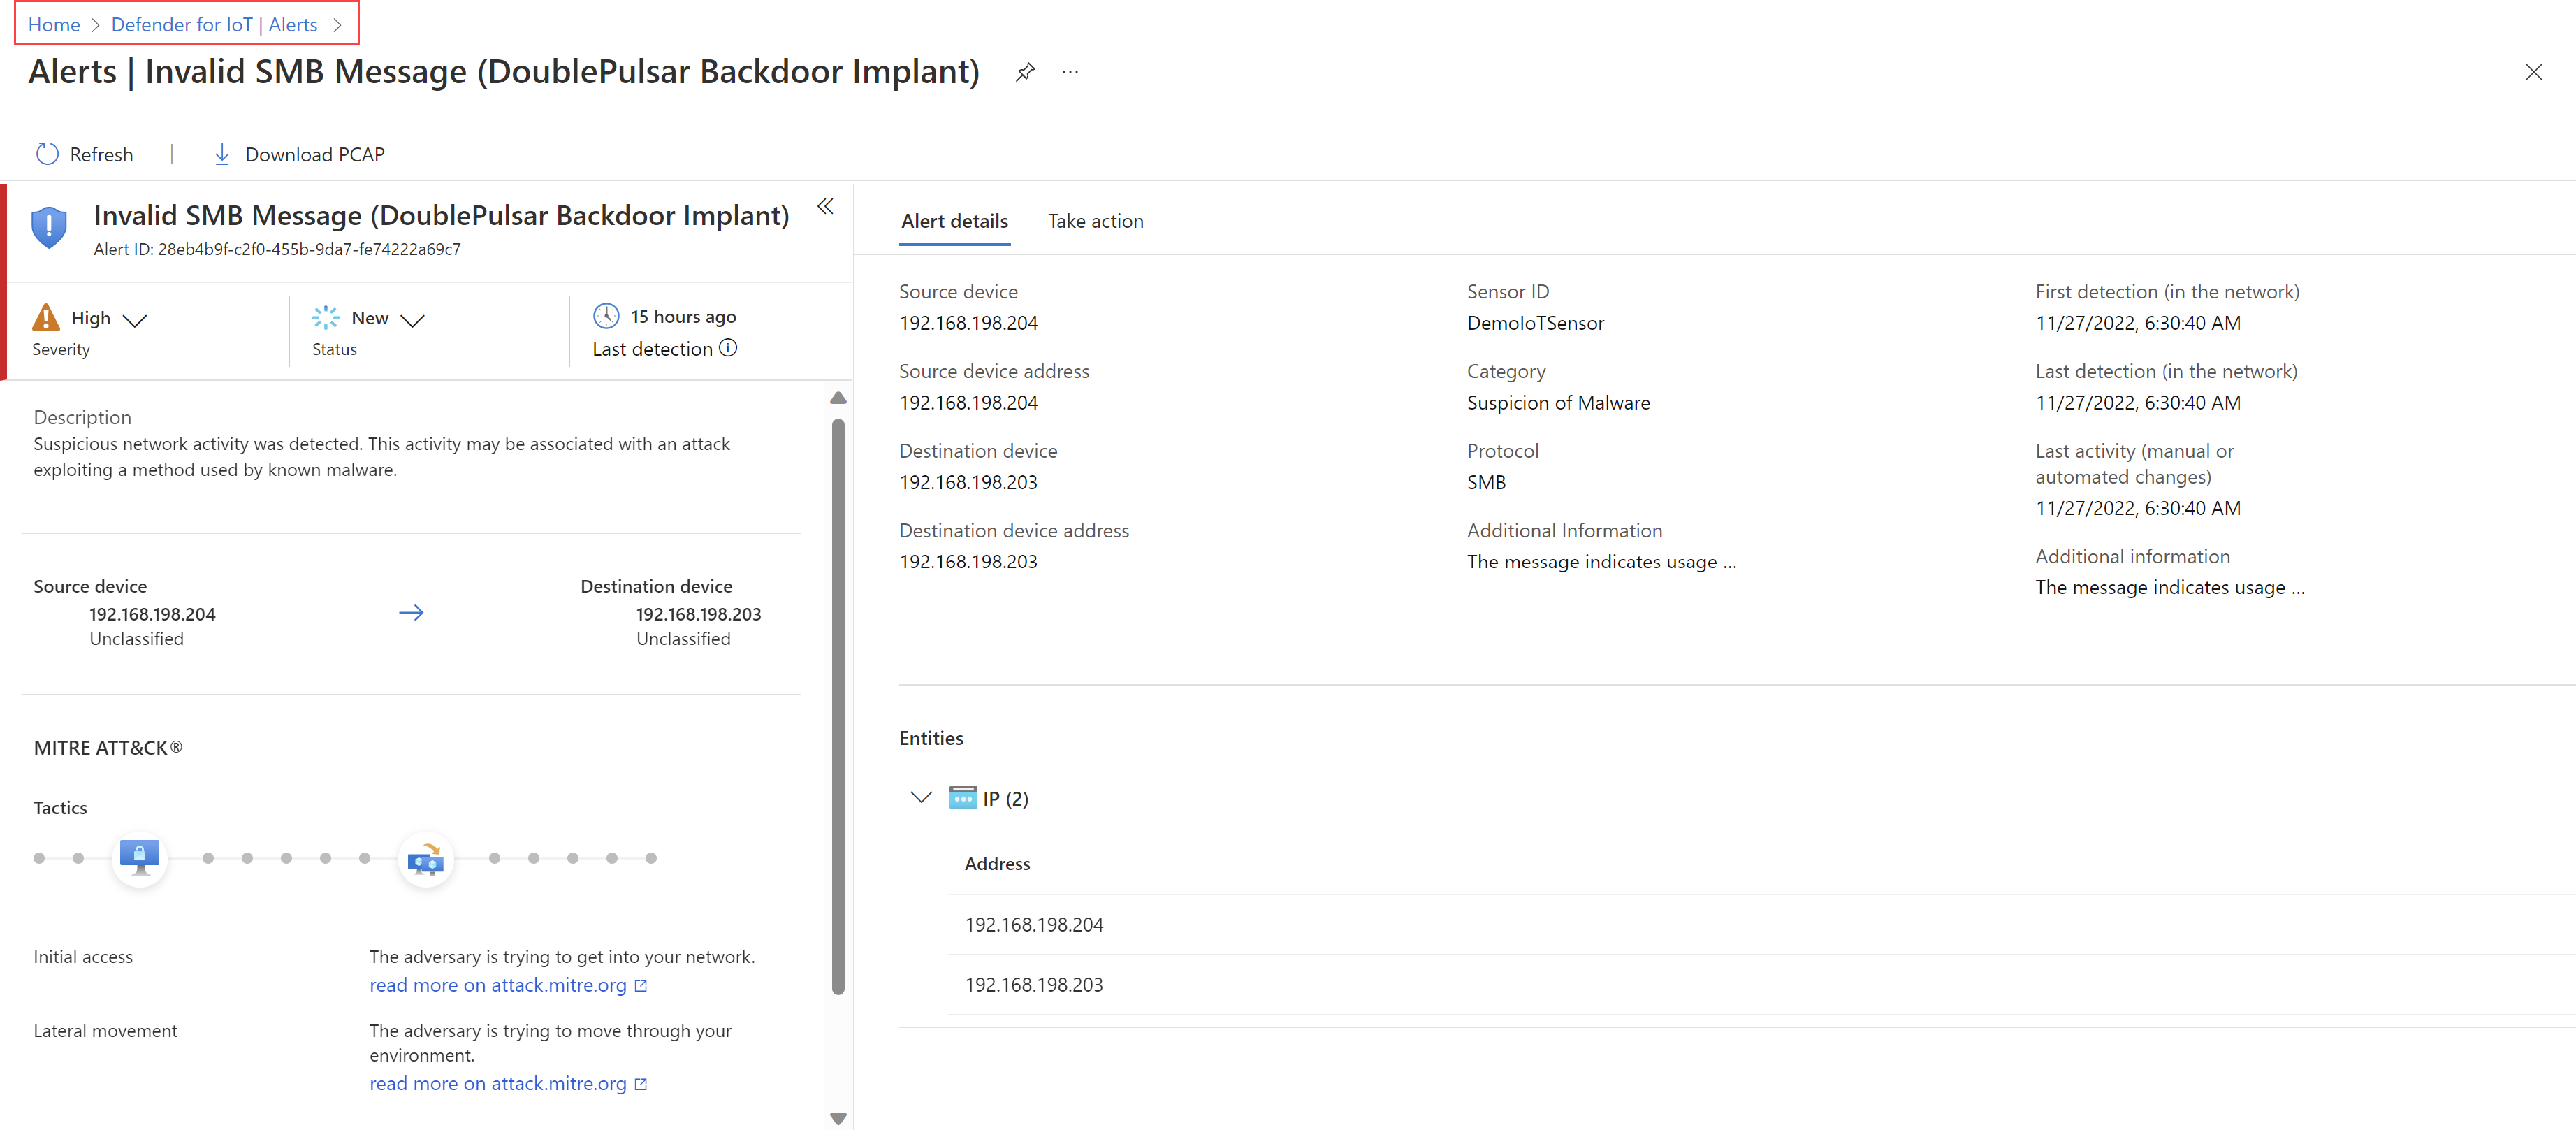 Home > Defender for IoT | Alerts >
Alerts | Invalid SMB Message (DoublePulsar Backdoor Implant) ...
Refresh | Download PCAP
Invalid SMB Message (DoublePulsar Backdoor Implant)
Alert ID: 28eb4b9f-c2f0-455b-9da7-fe74222a69c7
High
Severity
New
Status
15 hours ago
Last detection
Description
Suspicious network activity was detected. This activity may be associated with an attack
exploiting a method used by known malware.
Source device
192.168.198.204
Unclassified
Destination device
192.168.198.203
Unclassified
MITRE ATT&CK®
Tactics
Initial access
The adversary is trying to get into your network.
read more on attack.mitre.org
Lateral movement
The adversary is trying to move through your
environment.
read more on attack.mitre.org
Alert details
Take action
Source device
192.168.198.204
Source device address
192.168.198.204
Destination device
192.168.198.203
Destination device address
192.168.198.203
Sensor ID
DemoIoTSensor
Category
Suspicion of Malware
Protocol
SMB
Additional Information
The message indicates usage ...
First detection (in the network)
11/27/2022, 6:30:40 AM
Last detection (in the network)
11/27/2022, 6:30:40 AM
Last activity (manual or
automated changes)
11/27/2022, 6:30:40 AM
Additional information
The message indicates usage ...
Entities
IP (2)
Address
192.168.198.204
192.168.198.203